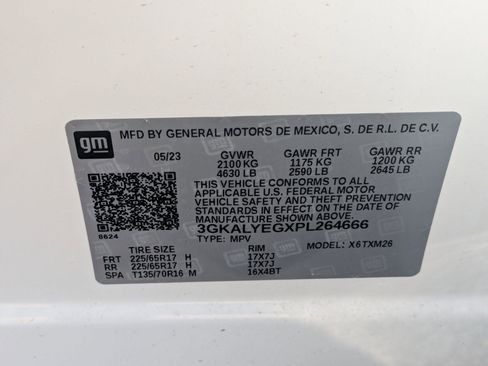 gm MFD BY GENERAL MOTORS DE MEXICO, S. DE R.L. DE C.V.
05/23 GVWR GAWR FRT GAWR RR
2100 KG 1175 KG 1200 KG
4630 LB 2590 LB 2645 LB
THIS VEHICLE CONFORMS TO ALL
APPLICABLE U.S. FEDERAL MOTOR
VEHICLE SAFETY STANDARDS IN
EFFECT ON THE DATE OF
MANUFACTURE SHOWN ABOVE.
3GKALYEGXPL264666
8624 TYPE: MPV MODEL: X6TXM26
TIRE SIZE RIM
FRT 225/65R17 H 17X7J
RR 225/65R17 H 17X7J
SPA T135/70R16 M 16X4BT